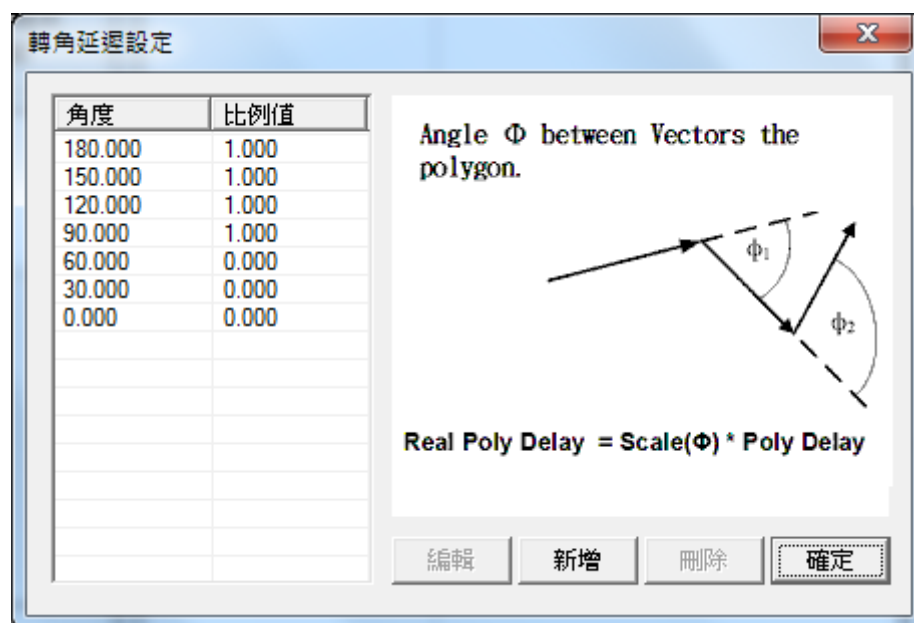 轉角延遲設定
角度 比例值
180.000 1.000
150.000 1.000
120.000 1.000
90.000 1.000
60.000 0.000
30.000 0.000
0.000 0.000
Angle Φ between Vectors the
polygon.
ϕ1
ϕ2
Real Poly Delay = Scale(Φ) * Poly Delay
編輯 新增 刪除 確定